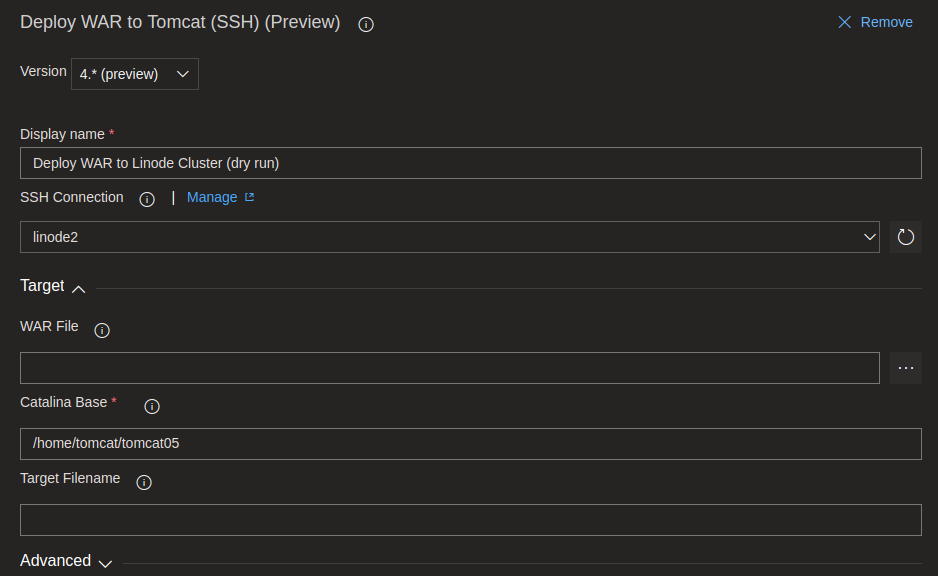 Deploy WAR to Tomcat (SSH) (Preview)
Remove
Version 4.* (preview)
Display name *
Deploy WAR to Linode Cluster (dry run)
SSH Connection | Manage
linode2
Target
WAR File
...
Catalina Base *
/home/tomcat/tomcat05
Target Filename
Advanced